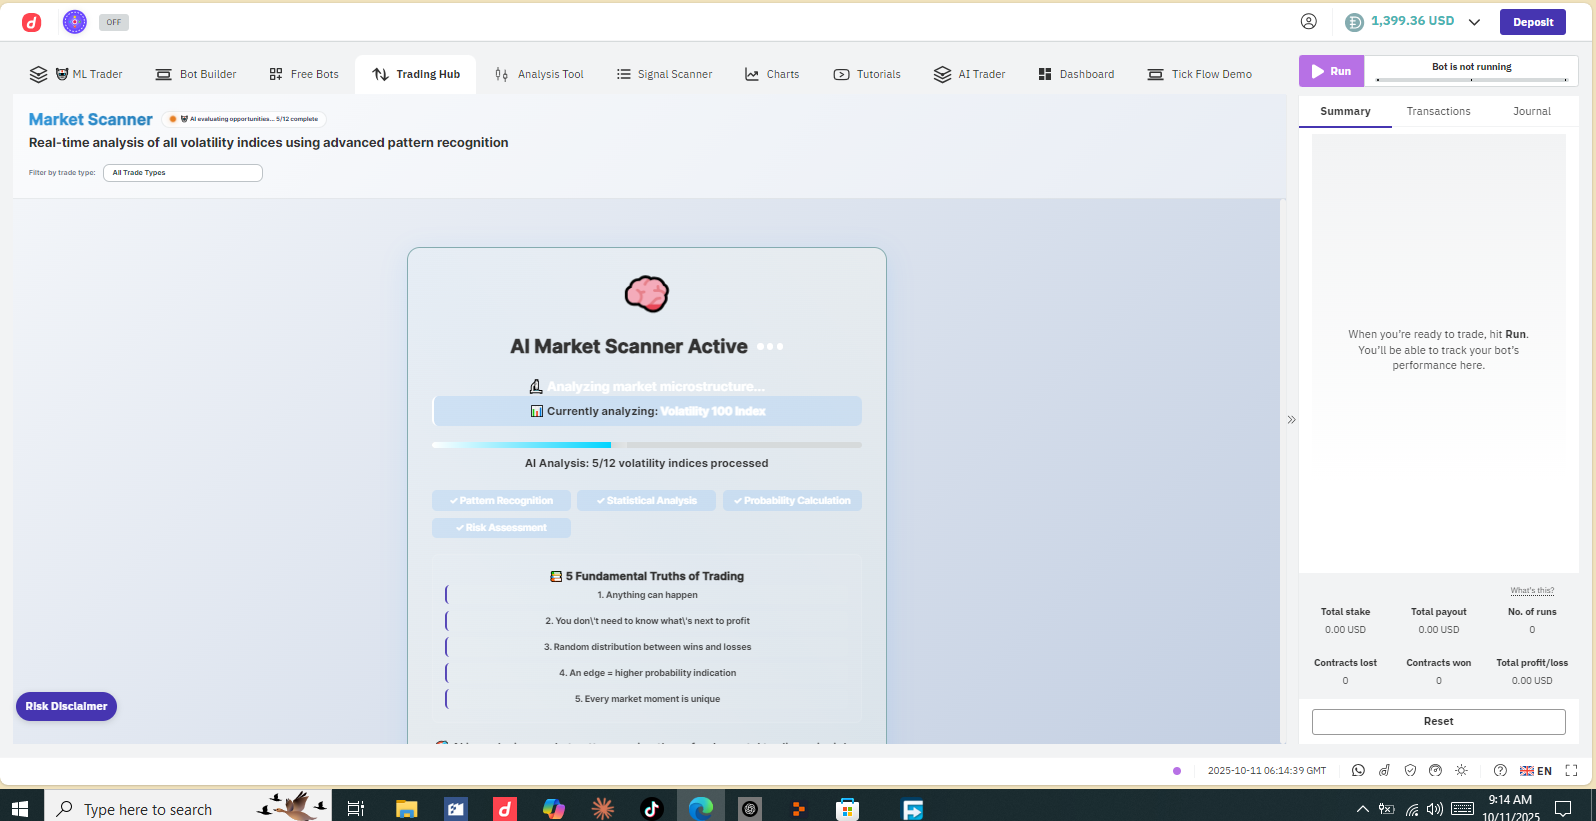 OFF
1,399.36 USD
Deposit
ML Trader
Bot Builder
Free Bots
Trading Hub
Analysis Tool
Signal Scanner
Charts
Tutorials
AI Trader
Dashboard
Tick Flow Demo
Run
Bot is not running
Market Scanner
AI evaluating opportunities... 5/12 complete
Real-time analysis of all volatility indices using advanced pattern recognition
Filter by trade type:
All Trade Types
Summary
Transactions
Journal
AI Market Scanner Active
Analyzing market microstructure...
Currently analyzing: Volatility 100 Index
AI Analysis: 5/12 volatility indices processed
✓ Pattern Recognition
✓ Statistical Analysis
✓ Probability Calculation
✓ Risk Assessment
5 Fundamental Truths of Trading
1. Anything can happen
2. You don\'t need to know what\'s next to profit
3. Random distribution between wins and losses
4. An edge = higher probability indication
5. Every market moment is unique
When you're ready to trade, hit Run.
You'll be able to track your bot's
performance here.
What's this?
Total stake
Total payout
No. of runs
0.00 USD
0.00 USD
0
Contracts lost
Contracts won
Total profit/loss
0
0
0.00 USD
Reset
Risk Disclaimer
2025-10-11 06:14:39 GMT
EN
Type here to search
9:14 AM
10/11/2025